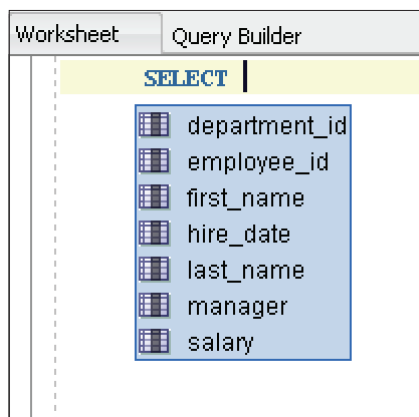 Worksheet Query Builder
SELECT
department_id
employee_id
first_name
hire_date
last_name
manager
salary